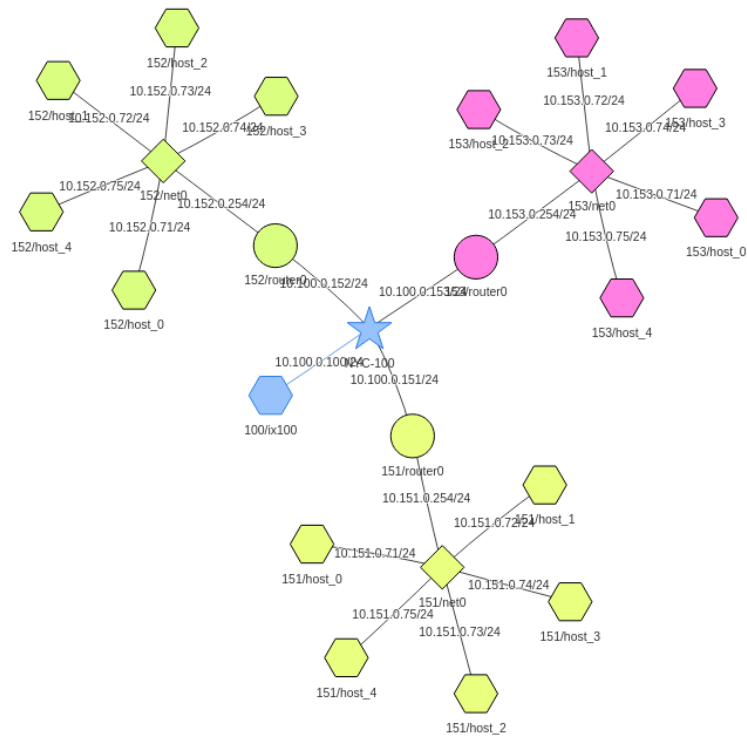 152/host_2
10.152.0.73/24
152/host_1
10.152.0.72/24
152/host_3
10.152.0.74/24
152/net0
10.152.0.75/24
152/host_4
10.152.0.254/24
10.152.0.71/24
152/host_0
152/router0
10.100.0.152/24
153/host_1
10.153.0.72/24
153/host_3
10.153.0.74/24
153/host_2
10.153.0.73/24
153/net0
10.153.0.71/24
153/host_0
10.153.0.254/24
10.153.0.75/24
153/host_4
153/router0
10.100.0.153/24
NYC-100
10.100.0.100/24
100/ix100
10.100.0.151/24
151/router0
10.151.0.254/24
151/host_1
10.151.0.72/24
151/host_0
10.151.0.71/24
151/net0
10.151.0.74/24
151/host_3
10.151.0.75/24
10.151.0.73/24
151/host_4
151/host_2